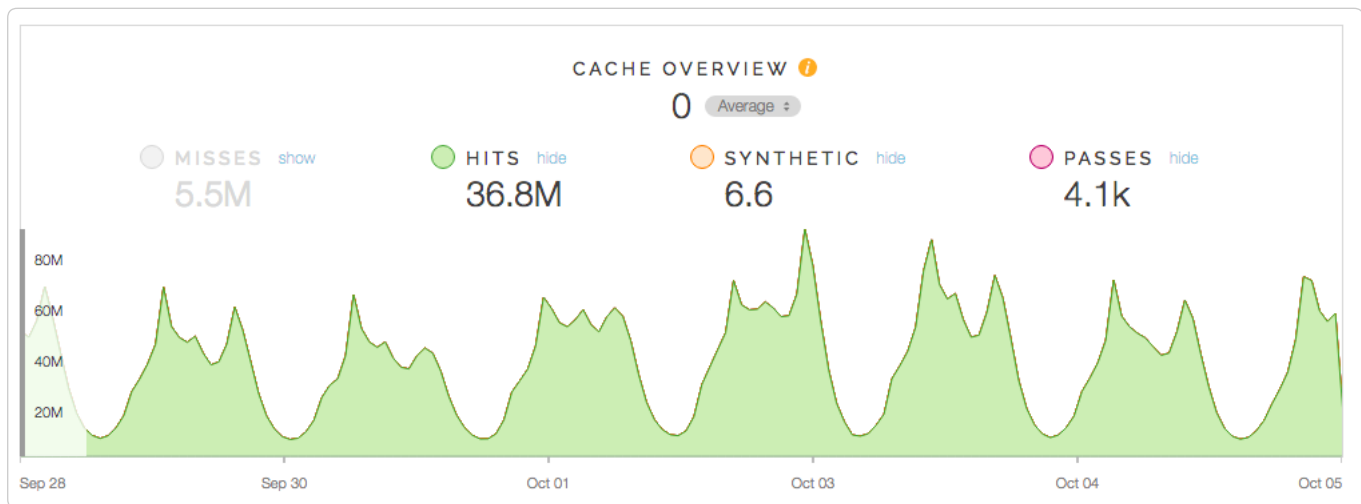 CACHE OVERVIEW i
0 Average
MISSES show HITS hide SYNTHETIC hide PASSES hide
5.5M 36.8M 6.6 4.1k
80M
60M
40M
20M
Sep 28 Sep 30 Oct 01 Oct 03 Oct 04 Oct 05